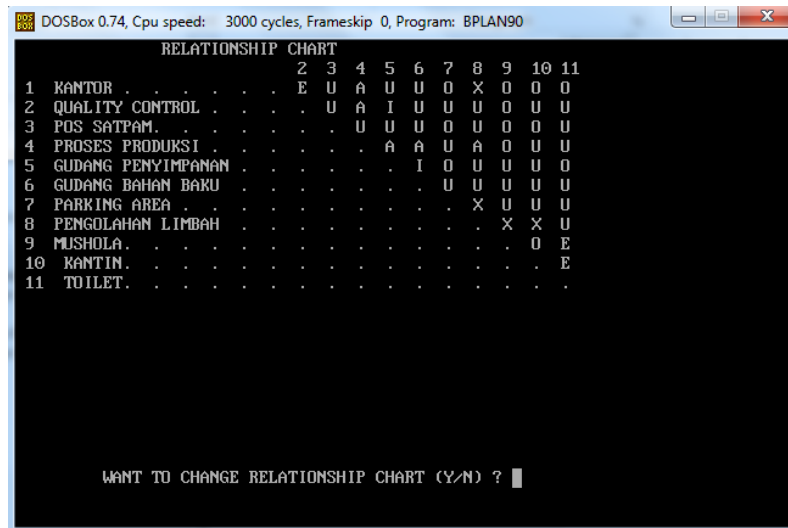 DOSBox 0.74, Cpu speed: 3000 cycles, Frameskip 0, Program: BPLAN90
RELATIONSHIP CHART
2 3 4 5 6 7 8 9 10 11
1 KANTOR . . . . . . E U A U U O X O O O
2 QUALITY CONTROL . . . . U A I U U U O U U
3 POS SATPAM. . . . . . . U U U O U O O U
4 PROSES PRODUKSI . . . . . . . A A U A O U U
5 GUDANG PENYIMPANAN . . . . . . . I O U U U O
6 GUDANG BAHAN BAKU . . . . . . . . U U U U U
7 PARKING AREA . . . . . . . . . . . X U U U
8 PENGOLAHAN LIMBAH . . . . . . . . . . X X U
9 MUSHOLA. . . . . . . . . . . . . . O E
10 KANTIN. . . . . . . . . . . . . . . E
11 TOILET. . . . . . . . . . . . . . . .
WANT TO CHANGE RELATIONSHIP CHART (Y/N) ?